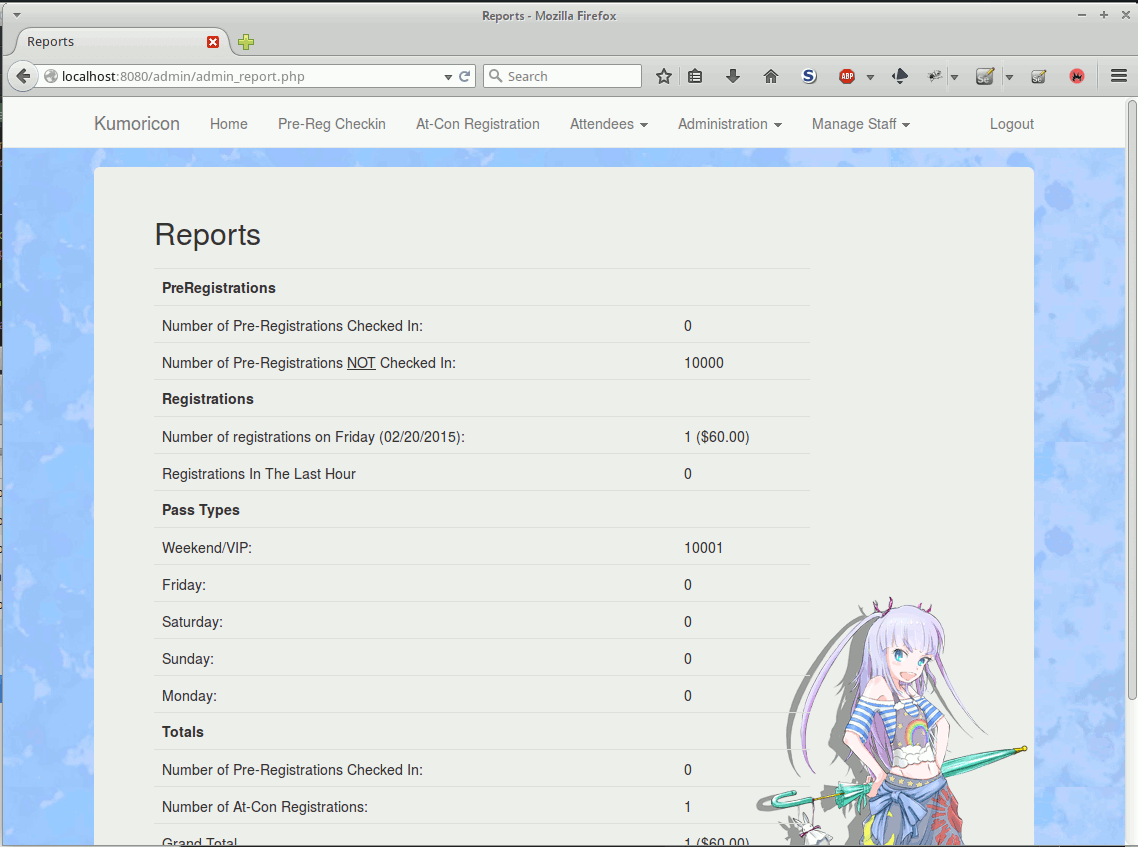 Reports - Mozilla Firefox
Reports
localhost:8080/admin/admin_report.php
Search
S
ABP
Se
Se
Kumoricon Home Pre-Reg Checkin At-Con Registration Attendees Administration Manage Staff Logout
Reports
PreRegistrations
Number of Pre-Registrations Checked In: 0
Number of Pre-Registrations NOT Checked In: 10000
Registrations
Number of registrations on Friday (02/20/2015): 1 ($60.00)
Registrations In The Last Hour 0
Pass Types
Weekend/VIP: 10001
Friday: 0
Saturday: 0
Sunday: 0
Monday: 0
Totals
Number of Pre-Registrations Checked In: 0
Number of At-Con Registrations: 1
Grand Total 1 ($60.00)